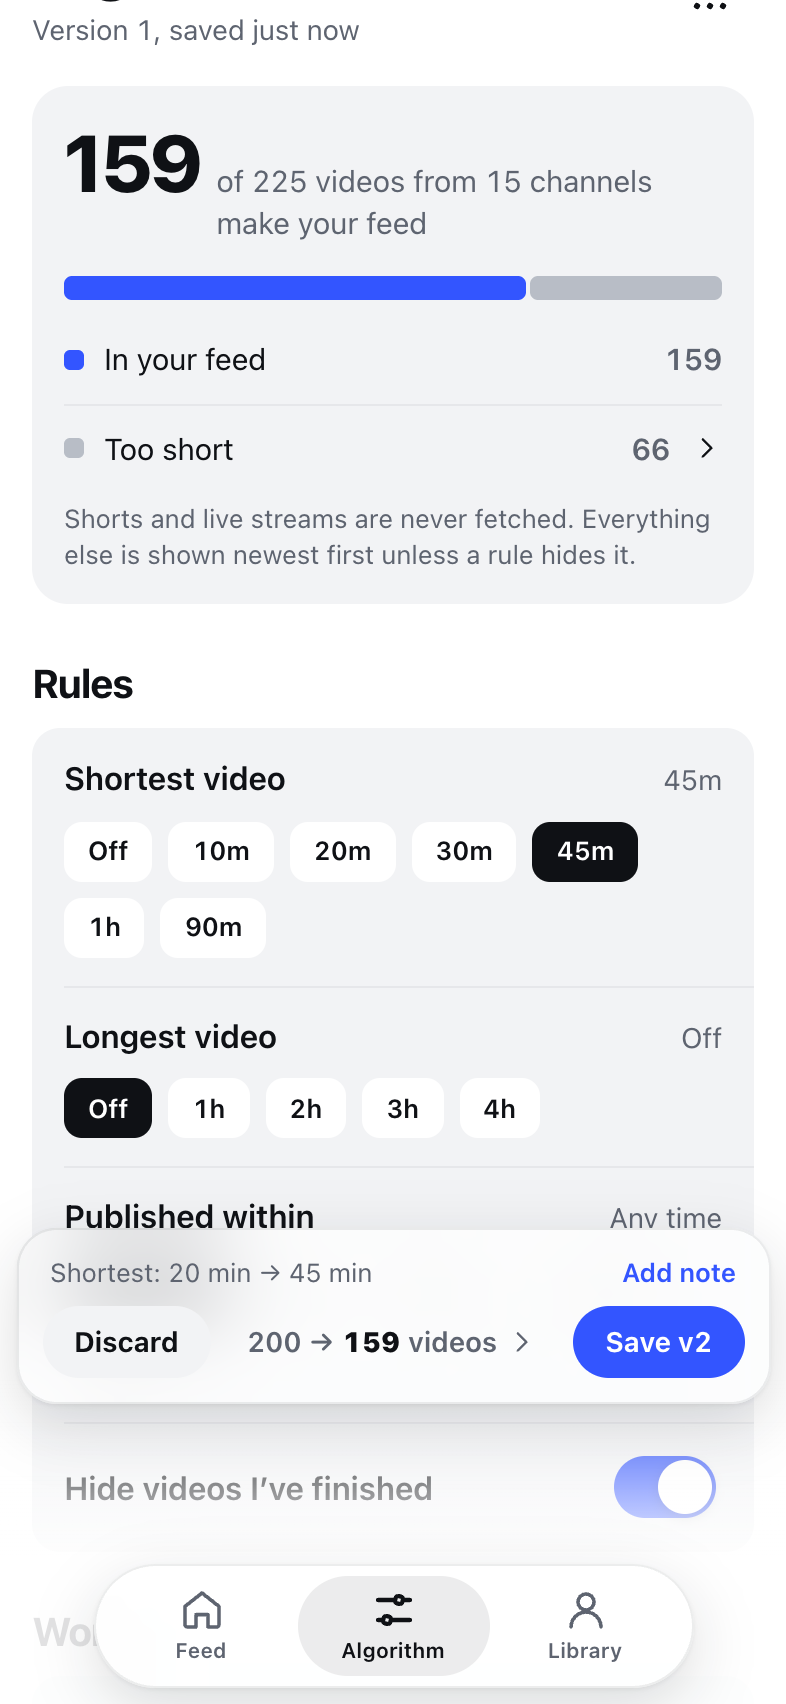 Version 1, saved just now
159 of 225 videos from 15 channels
make your feed
In your feed 159
Too short 66
Shorts and live streams are never fetched. Everything
else is shown newest first unless a rule hides it.
Rules
Shortest video 45m
Off 10m 20m 30m 45m
1h 90m
Longest video Off
Off 1h 2h 3h 4h
Published within Any time
Shortest: 20 min → 45 min Add note
Discard 200 → 159 videos Save v2
Hide videos I’ve finished
Feed Algorithm Library